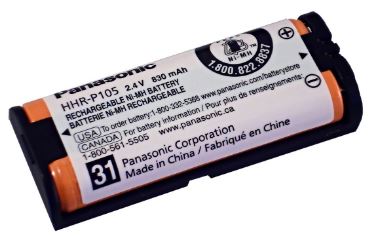 Panasonic
HHR-P105 2.4V 830 mAh
RECHARGEABLE Ni-MH BATTERY
BATTERIE Ni-MH RECHARGEABLE
Ni-MH
1.800.822.8837
USA To order battery: 1-800-332-5368 www.panasonic.com/batterystore
CANADA For battery information / Pour plus de renseignements:
1-800-561-5505 www.panasonic.ca
31
Panasonic Corporation
Made in China / Fabriqué en Chine